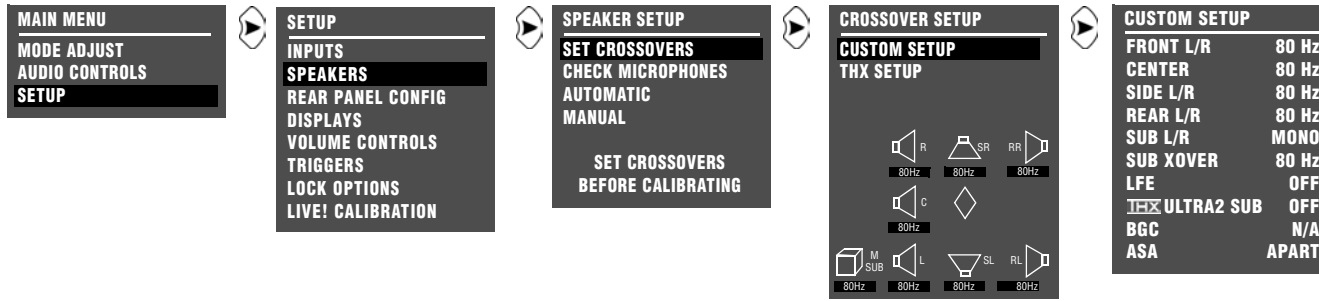 MAIN MENU
MODE ADJUST
AUDIO CONTROLS
SETUP
SETUP
INPUTS
SPEAKERS
REAR PANEL CONFIG
DISPLAYS
VOLUME CONTROLS
TRIGGERS
LOCK OPTIONS
LIVE! CALIBRATION
SPEAKER SETUP
SET CROSSOVERS
CHECK MICROPHONES
AUTOMATIC
MANUAL
SET CROSSOVERS
BEFORE CALIBRATING
CROSSOVER SETUP
CUSTOM SETUP
THX SETUP
R SR RR
80Hz 80Hz 80Hz
C
80Hz
M SUB L SL RL
80Hz 80Hz 80Hz 80Hz
CUSTOM SETUP
FRONT L/R 80 Hz
CENTER 80 Hz
SIDE L/R 80 Hz
REAR L/R 80 Hz
SUB L/R MONO
SUB XOVER 80 Hz
LFE OFF
THX ULTRA2 SUB OFF
BGC N/A
ASA APART